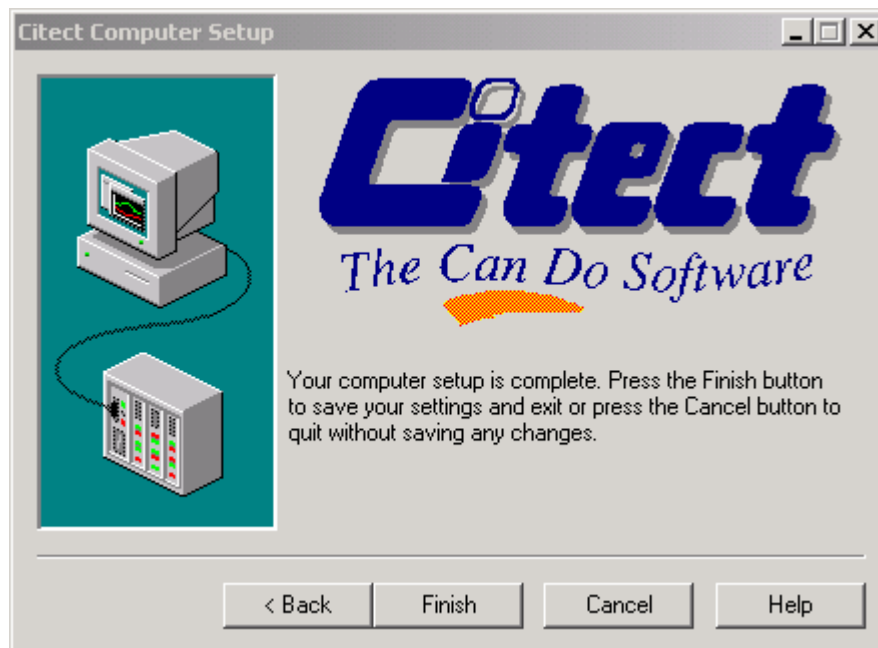 Citect Computer Setup
Citect
The Can Do Software
Your computer setup is complete. Press the Finish button
to save your settings and exit or press the Cancel button to
quit without saving any changes.
< Back Finish Cancel Help